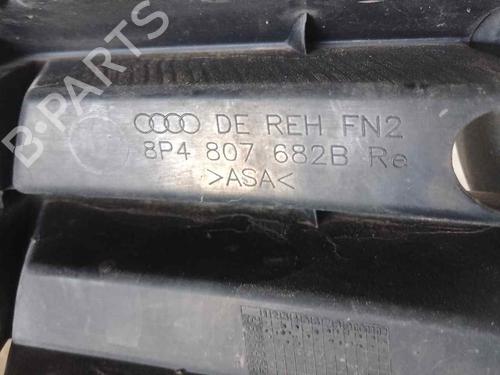 DE REH FN2
8P4 807 682B Re
>ASA<
B-PARTS